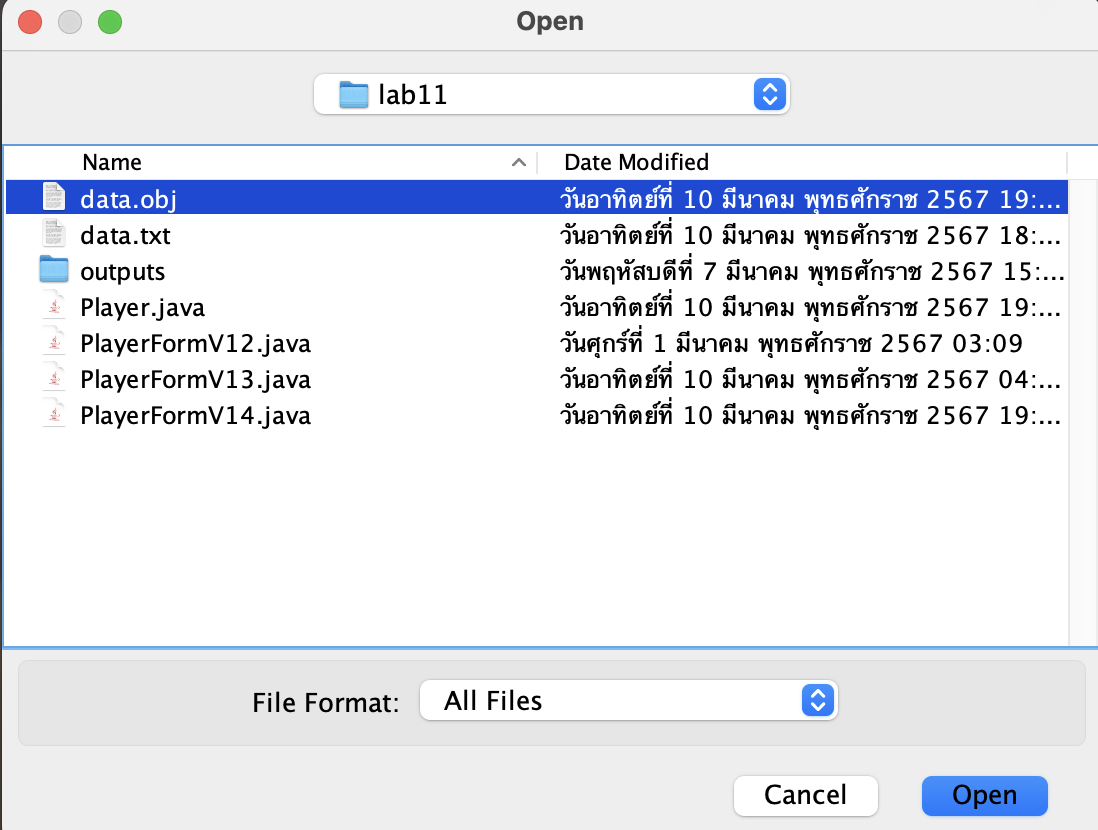 Open
lab11
Name Date Modified
data.obj วันอาทิตย์ที่ 10 มีนาคม พุทธศักราช 2567 19:...
data.txt วันอาทิตย์ที่ 10 มีนาคม พุทธศักราช 2567 18:...
outputs วันพฤหัสบดีที่ 7 มีนาคม พุทธศักราช 2567 15:...
Player.java วันอาทิตย์ที่ 10 มีนาคม พุทธศักราช 2567 19:...
PlayerFormV12.java วันศุกร์ที่ 1 มีนาคม พุทธศักราช 2567 03:09
PlayerFormV13.java วันอาทิตย์ที่ 10 มีนาคม พุทธศักราช 2567 04:...
PlayerFormV14.java วันอาทิตย์ที่ 10 มีนาคม พุทธศักราช 2567 19:...
File Format: All Files
Cancel Open